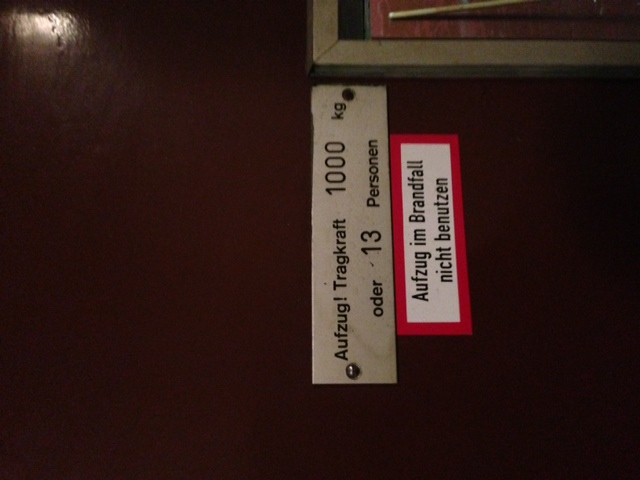 Aufzug! Tragkraft 1000 kg
oder 13 Personen
Aufzug im Brandfall
nicht benutzen